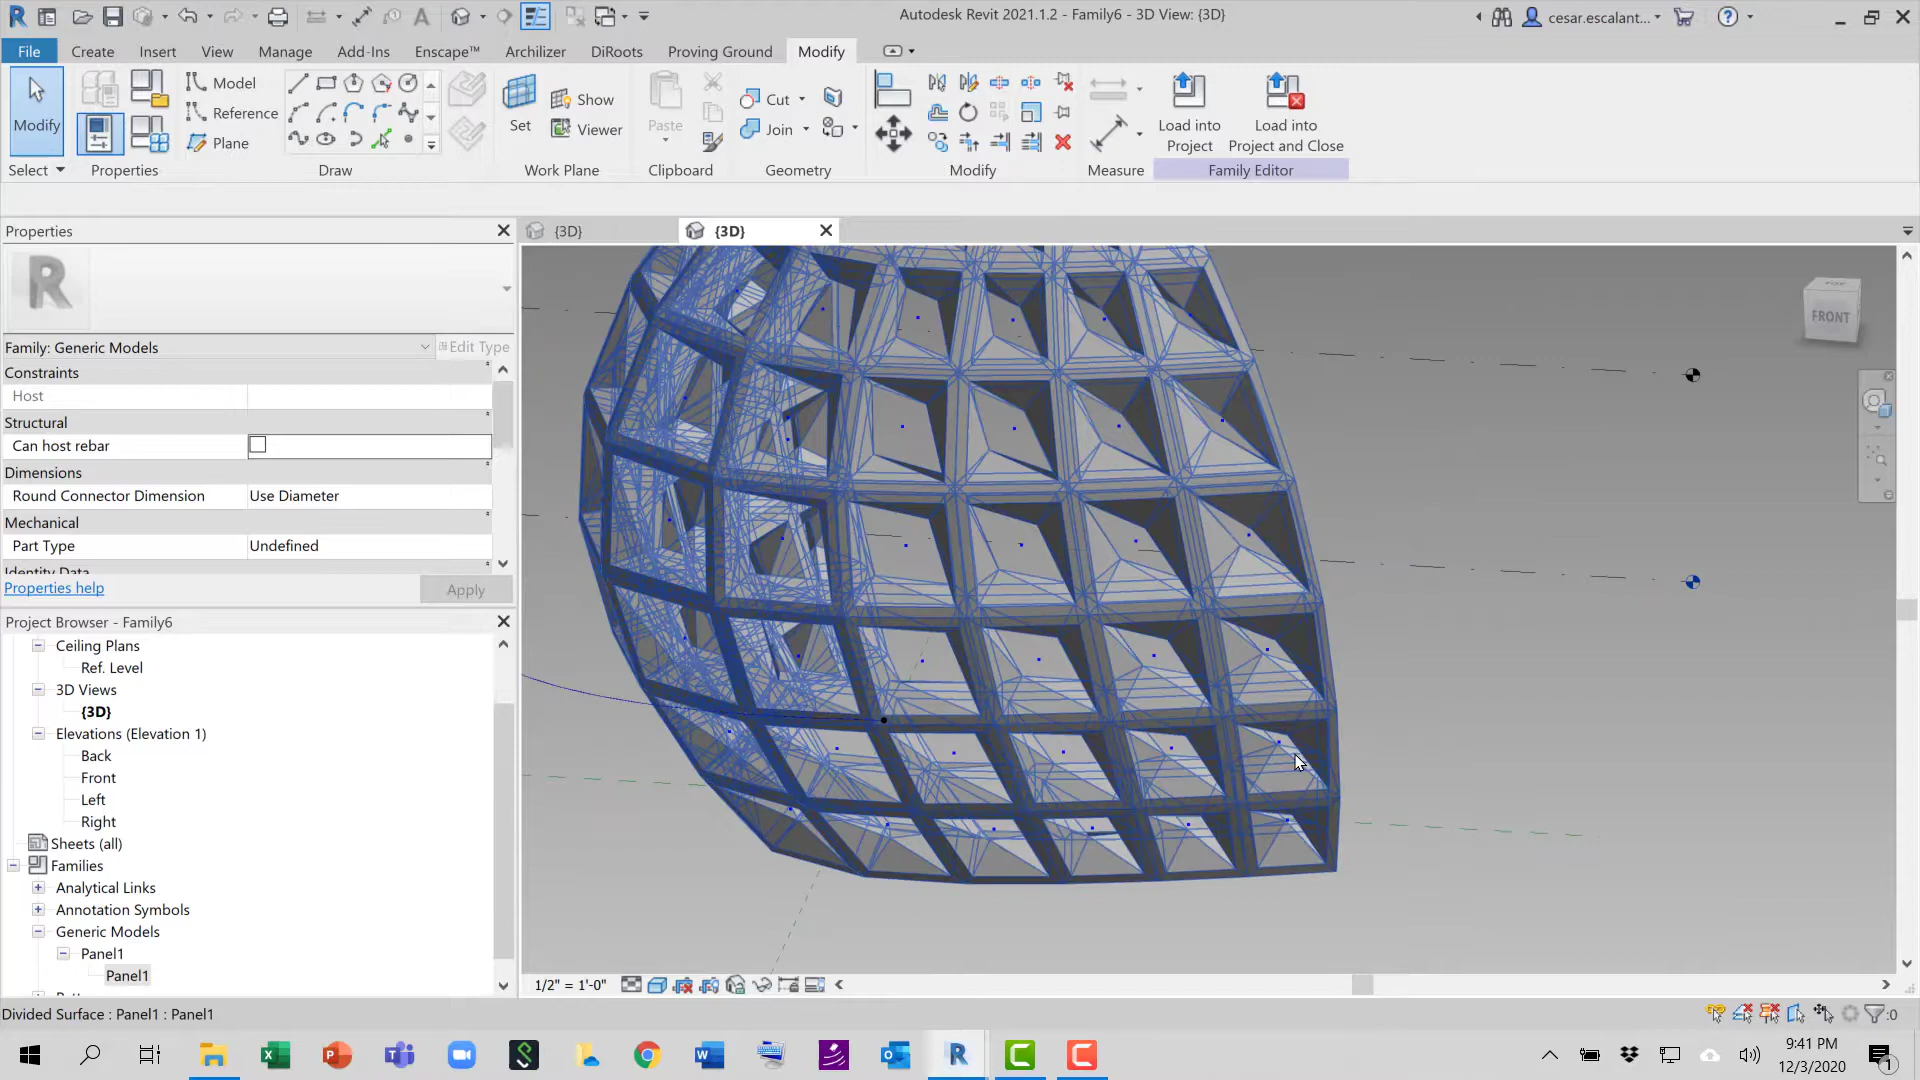 Autodesk Revit 2021.1.2 - Family6 - 3D View: {3D}
cesar.escalant...
File Create Insert View Manage Add-Ins Enscape™ Archilizer DiRoots Proving Ground Modify
Modify
Model
Reference
Plane
Set
Show
Viewer
Paste
Cut
Join
Load into
Project
Load into
Project and Close
Select Properties Draw Work Plane Clipboard Geometry Modify Measure Family Editor
Properties
{3D}
{3D}
R
Family: Generic Models
Edit Type
Constraints
Host
Structural
Can host rebar
Dimensions
Round Connector Dimension Use Diameter
Mechanical
Part Type Undefined
Identity Data
Properties help
Apply
Project Browser - Family6
Ceiling Plans
Ref. Level
3D Views
{3D}
Elevations (Elevation 1)
Back
Front
Left
Right
Sheets (all)
Families
Analytical Links
Annotation Symbols
Generic Models
Panel1
Panel1
TOP
FRONT
1/2" = 1'-0"
Divided Surface : Panel1 : Panel1
:0
9:41 PM
12/3/2020
1